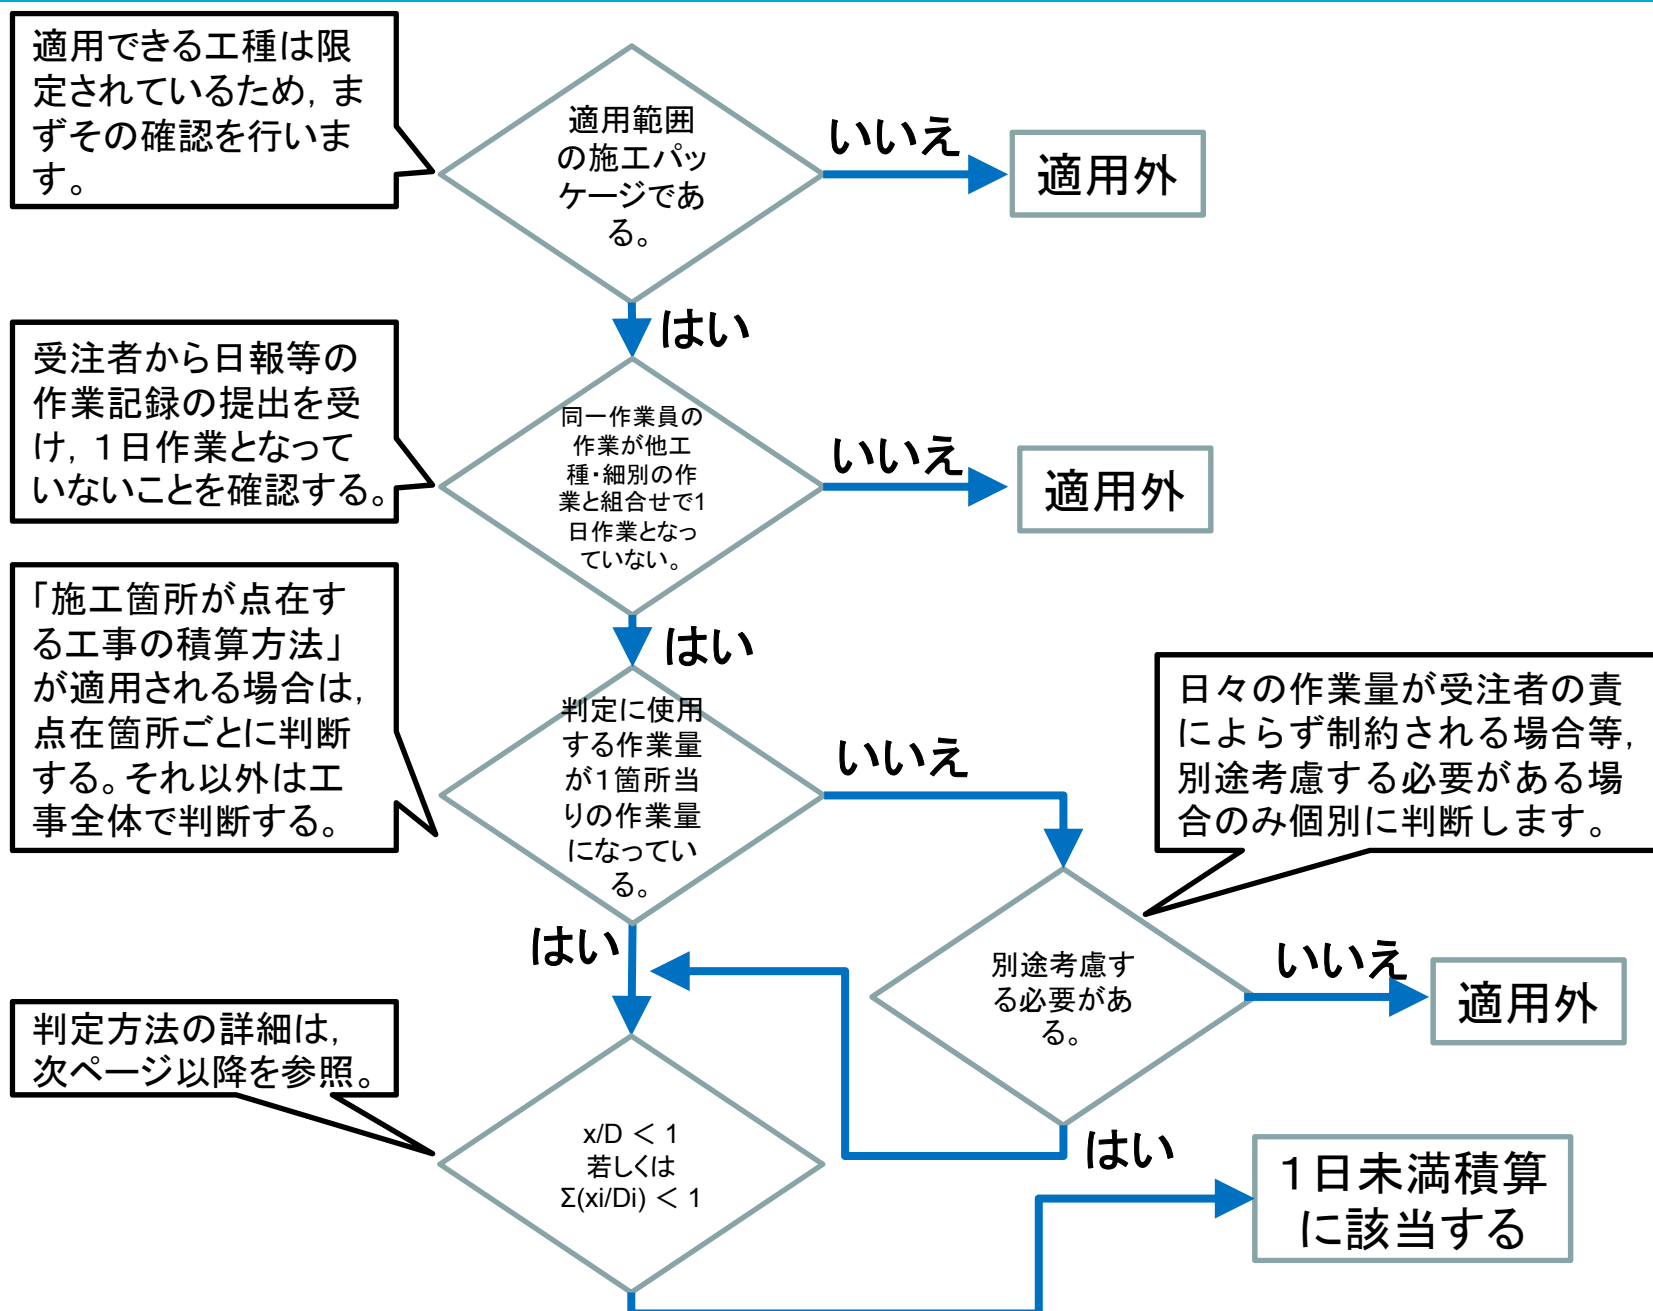 適用できる工種は限
定されているため，ま
ずその確認を行いま
す。
適用範囲
の施工パッ
ケージであ
る。
いいえ
適用外
はい
受注者から日報等の
作業記録の提出を受
け，１日作業となって
いないことを確認する。
同一作業員の
作業が他工
種・細別の作
業と組合せで1
日作業となっ
ていない。
いいえ
適用外
はい
「施工箇所が点在す
る工事の積算方法」
が適用される場合は，
点在箇所ごとに判断
する。それ以外は工
事全体で判断する。
判定に使用
する作業量
が１箇所当
りの作業量
になってい
る。
いいえ
日々の作業量が受注者の責
によらず制約される場合等，
別途考慮する必要がある場
合のみ個別に判断します。
はい
別途考慮す
る必要があ
る。
いいえ
適用外
はい
判定方法の詳細は，
次ページ以降を参照。
x/D ＜ 1
若しくは
Σ(xi/Di) ＜ 1
１日未満積算
に該当する